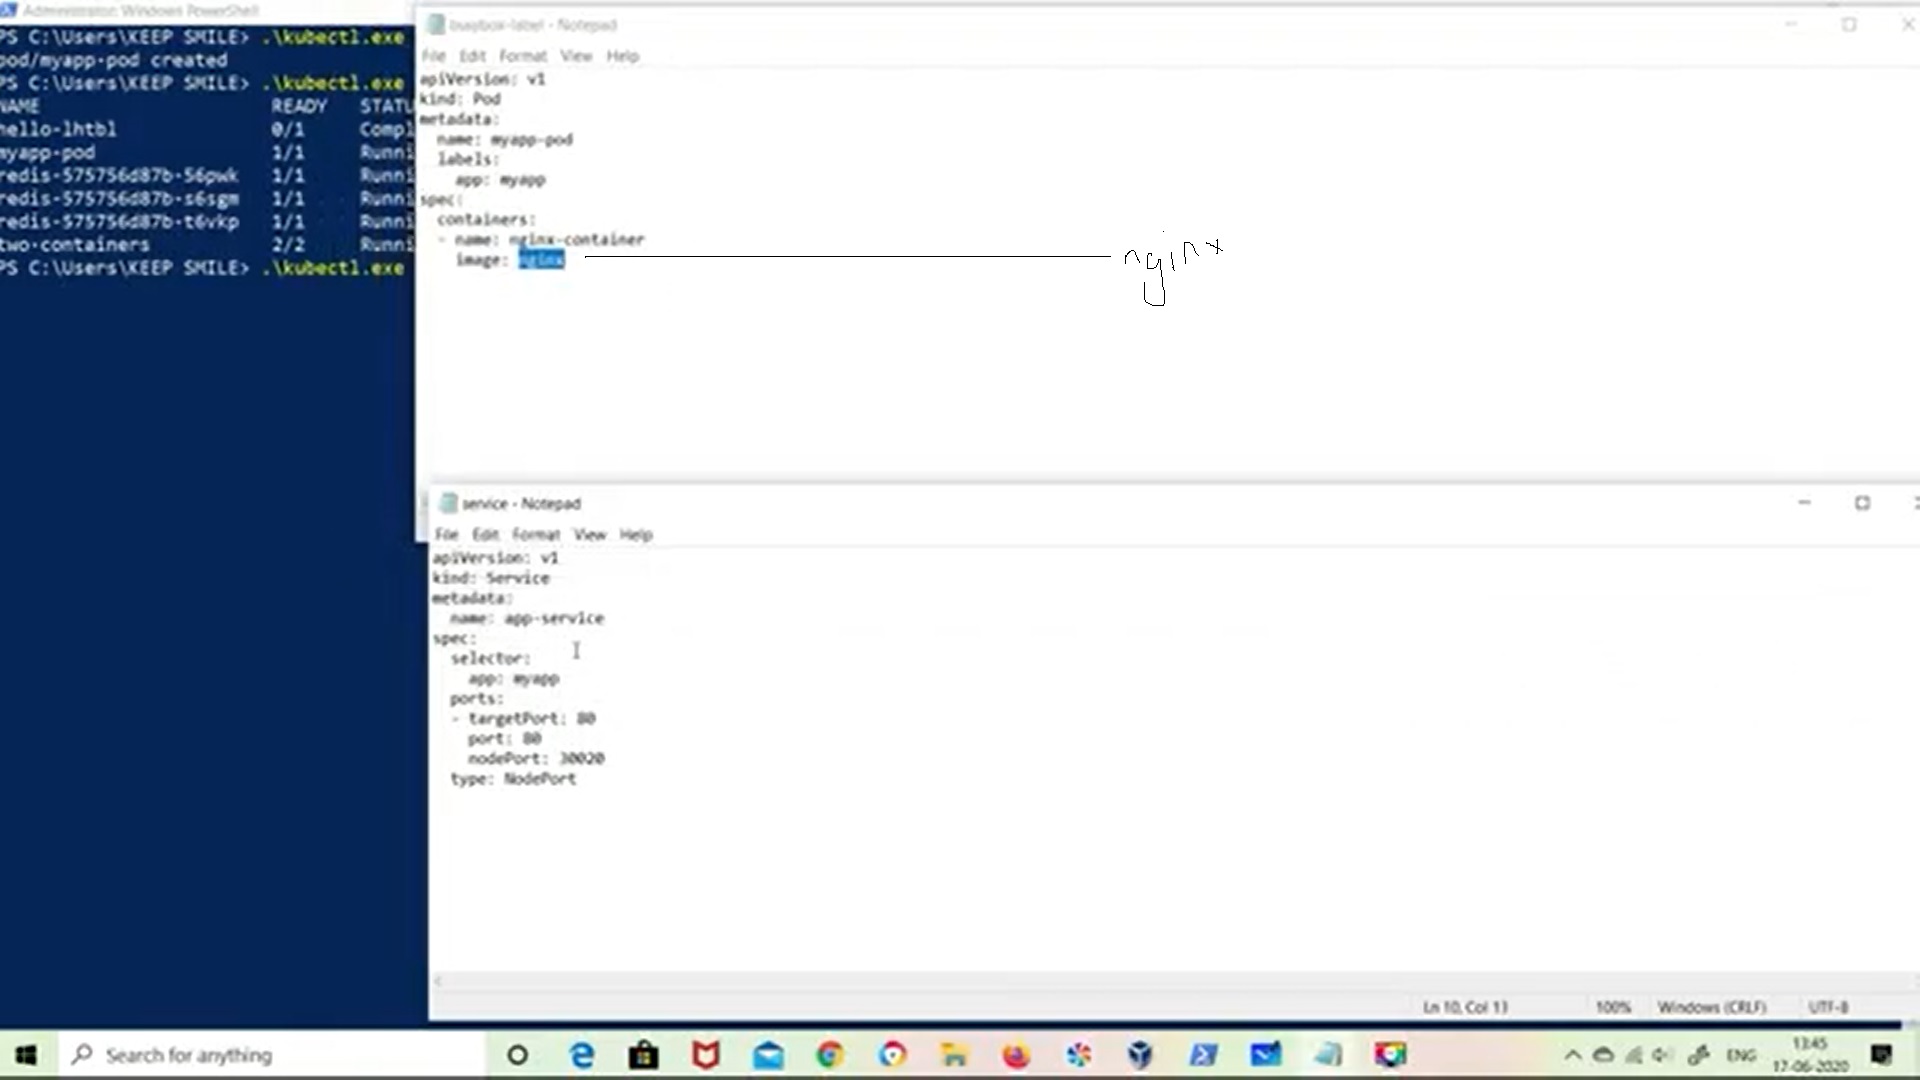 Administrator: Windows PowerShell
PS C:\Users\KEEP SMILE> .\kubectl.exe
pod/myapp-pod created
PS C:\Users\KEEP SMILE> .\kubectl.exe
NAME READY STATU
hello-lhtbl 0/1 Compl
myapp-pod 1/1 Runni
redis-575756d87b-56pwk 1/1 Runni
redis-575756d87b-s6sgm 1/1 Runni
redis-575756d87b-t6vkp 1/1 Runni
two-containers 2/2 Runni
PS C:\Users\KEEP SMILE> .\kubectl.exe
busybox-label - Notepad
File Edit Format View Help
apiVersion: v1
kind: Pod
metadata:
  name: myapp-pod
  labels:
    app: myapp
spec:
  containers:
  - name: nginx-container
    image: nginx
nginx
service - Notepad
File Edit Format View Help
apiVersion: v1
kind: Service
metadata:
  name: app-service
spec:
  selector:
    app: myapp
  ports:
  - targetPort: 80
    port: 80
    nodePort: 30020
  type: NodePort
Ln 10, Col 13 100% Windows (CRLF) UTF-8
Search for anything
ENG
13:45
17-06-2020